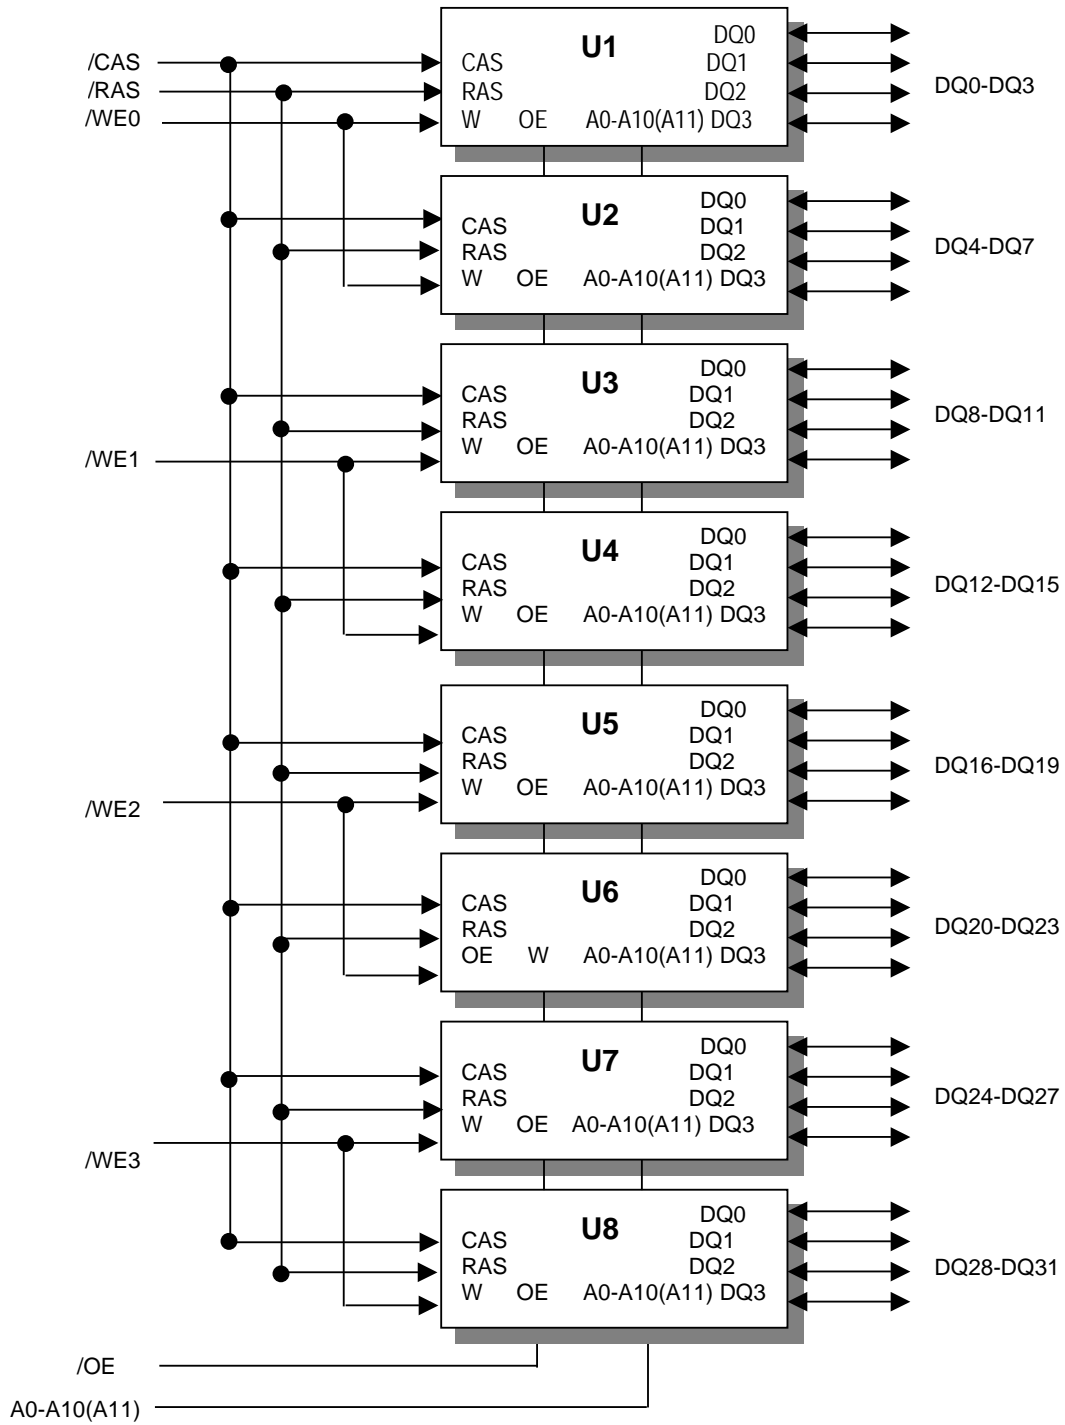 U1 DQ0
/CAS CAS DQ1
/RAS RAS DQ2 DQ0-DQ3
/WE0 W OE A0-A10(A11) DQ3
U2 DQ0
CAS DQ1
RAS DQ2 DQ4-DQ7
W OE A0-A10(A11) DQ3
U3 DQ0
CAS DQ1
RAS DQ2 DQ8-DQ11
/WE1 W OE A0-A10(A11) DQ3
U4 DQ0
CAS DQ1
RAS DQ2 DQ12-DQ15
W OE A0-A10(A11) DQ3
U5 DQ0
CAS DQ1
RAS DQ2 DQ16-DQ19
/WE2 W OE A0-A10(A11) DQ3
U6 DQ0
CAS DQ1
RAS DQ2 DQ20-DQ23
OE W A0-A10(A11) DQ3
U7 DQ0
CAS DQ1
RAS DQ2 DQ24-DQ27
W OE A0-A10(A11) DQ3
/WE3
U8 DQ0
CAS DQ1
RAS DQ2 DQ28-DQ31
W OE A0-A10(A11) DQ3
/OE
A0-A10(A11)